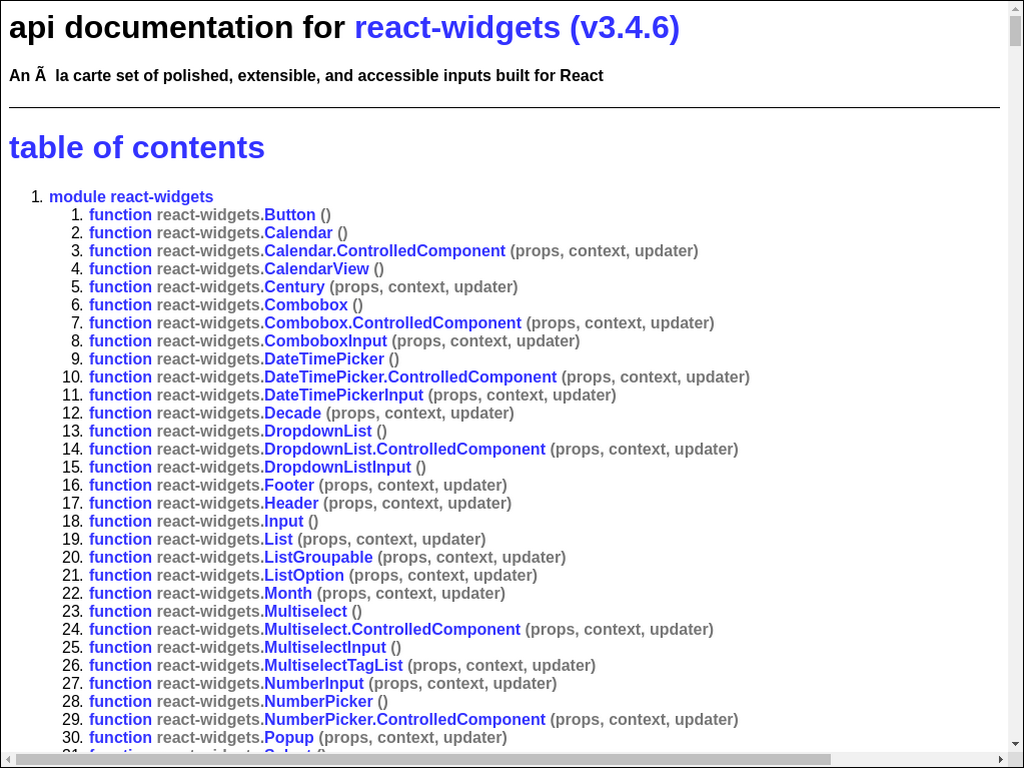 api documentation for react-widgets (v3.4.6)
An Ã  la carte set of polished, extensible, and accessible inputs built for React
table of contents
1. module react-widgets
1. function react-widgets.Button ()
2. function react-widgets.Calendar ()
3. function react-widgets.Calendar.ControlledComponent (props, context, updater)
4. function react-widgets.CalendarView ()
5. function react-widgets.Century (props, context, updater)
6. function react-widgets.Combobox ()
7. function react-widgets.Combobox.ControlledComponent (props, context, updater)
8. function react-widgets.ComboboxInput (props, context, updater)
9. function react-widgets.DateTimePicker ()
10. function react-widgets.DateTimePicker.ControlledComponent (props, context, updater)
11. function react-widgets.DateTimePickerInput (props, context, updater)
12. function react-widgets.Decade (props, context, updater)
13. function react-widgets.DropdownList ()
14. function react-widgets.DropdownList.ControlledComponent (props, context, updater)
15. function react-widgets.DropdownListInput ()
16. function react-widgets.Footer (props, context, updater)
17. function react-widgets.Header (props, context, updater)
18. function react-widgets.Input ()
19. function react-widgets.List (props, context, updater)
20. function react-widgets.ListGroupable (props, context, updater)
21. function react-widgets.ListOption (props, context, updater)
22. function react-widgets.Month (props, context, updater)
23. function react-widgets.Multiselect ()
24. function react-widgets.Multiselect.ControlledComponent (props, context, updater)
25. function react-widgets.MultiselectInput ()
26. function react-widgets.MultiselectTagList (props, context, updater)
27. function react-widgets.NumberInput (props, context, updater)
28. function react-widgets.NumberPicker ()
29. function react-widgets.NumberPicker.ControlledComponent (props, context, updater)
30. function react-widgets.Popup (props, context, updater)